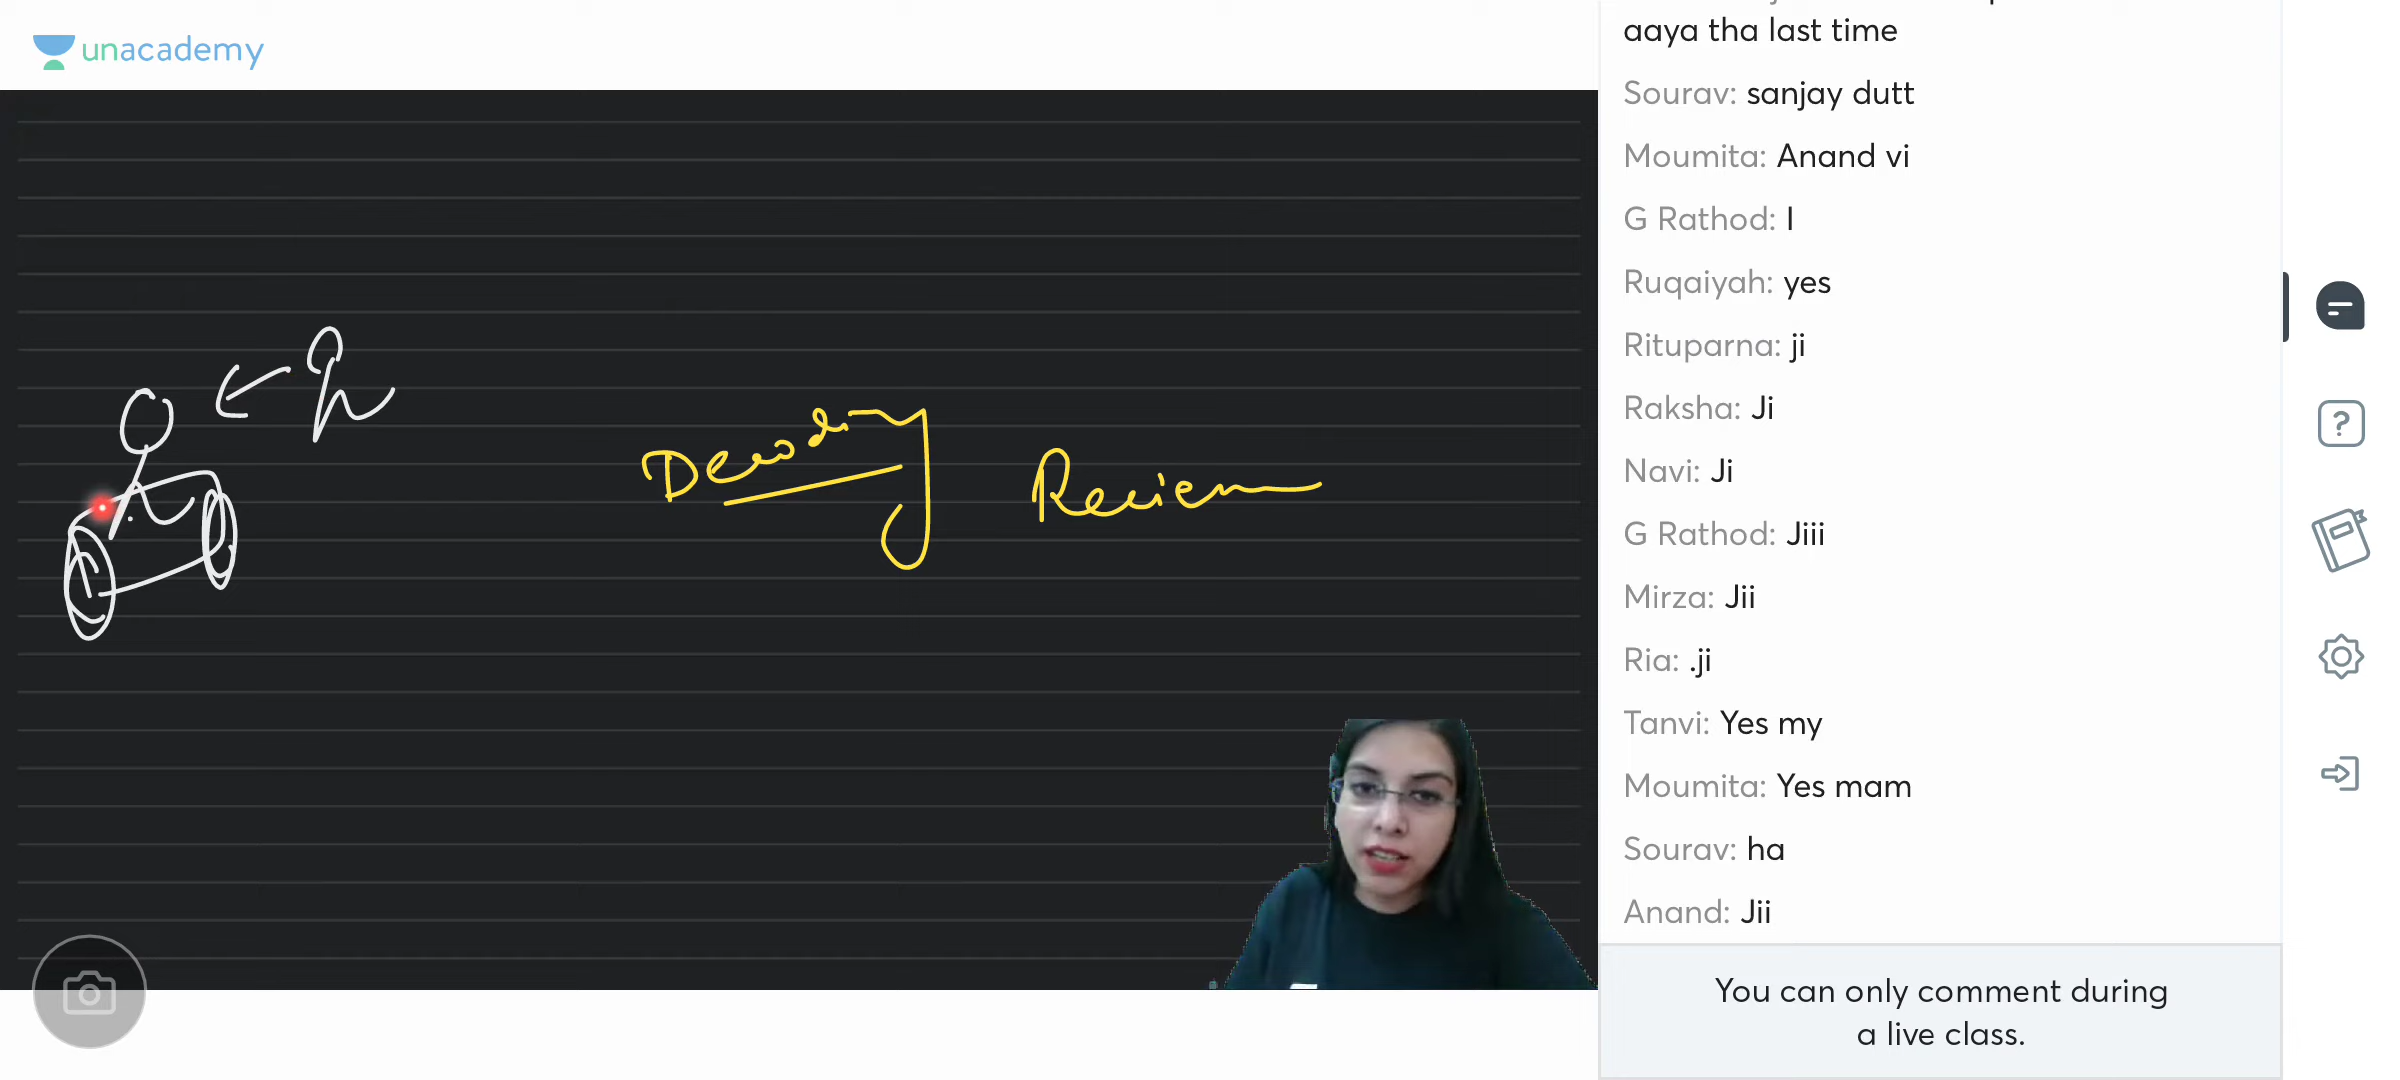 unacademy
Decoding
aaya tha last time
Sourav: sanjay dutt
Moumita: Anand vi
G Rathod: I
Ruqaiyah: yes
Rituparna: ji
Raksha: Ji
Navi: Ji
G Rathod: Jiii
Mirza: Jii
Ria: .ji
Tanvi: Yes my
Moumita: Yes mam
Sourav: ha
Anand: Jii
You can only comment during
a live class.